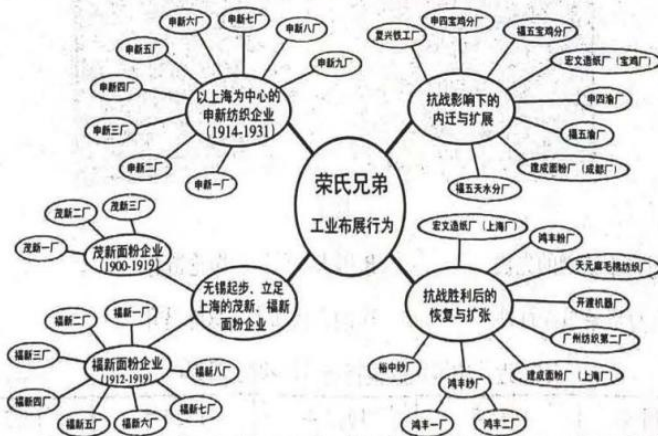 申新六厂
申新七厂
申新八厂
申新五厂
申新九厂
申新四厂
申新三厂
申新二厂
申新一厂
以上海为中心的
申新纺织企业
(1914-1931)
复兴铁工厂
申四宝鸡分厂
福五宝鸡分厂
宏文造纸厂(宝鸡厂)
申四渝厂
福五渝厂
建成面粉厂(成都厂)
福五天水分厂
抗战影响下的
内迁与扩展
荣氏兄弟
工业布展行为
茂新三厂
茂新二厂
茂新一厂
茂新面粉企业
(1900-1919)
无锡起步、立足
上海的茂新、福新
面粉企业
福新一厂
福新二厂
福新三厂
福新四厂
福新五厂
福新六厂
福新七厂
福新八厂
福新面粉企业
(1912-1919)
宏文造纸厂(上海厂)
鸿丰粉厂
天元麻毛棉纺织厂
开源机器厂
广州纺织第二厂
建成面粉厂(上海厂)
抗战胜利后的
恢复与扩张
裕中纱厂
鸿丰纱厂
鸿丰一厂
鸿丰二厂